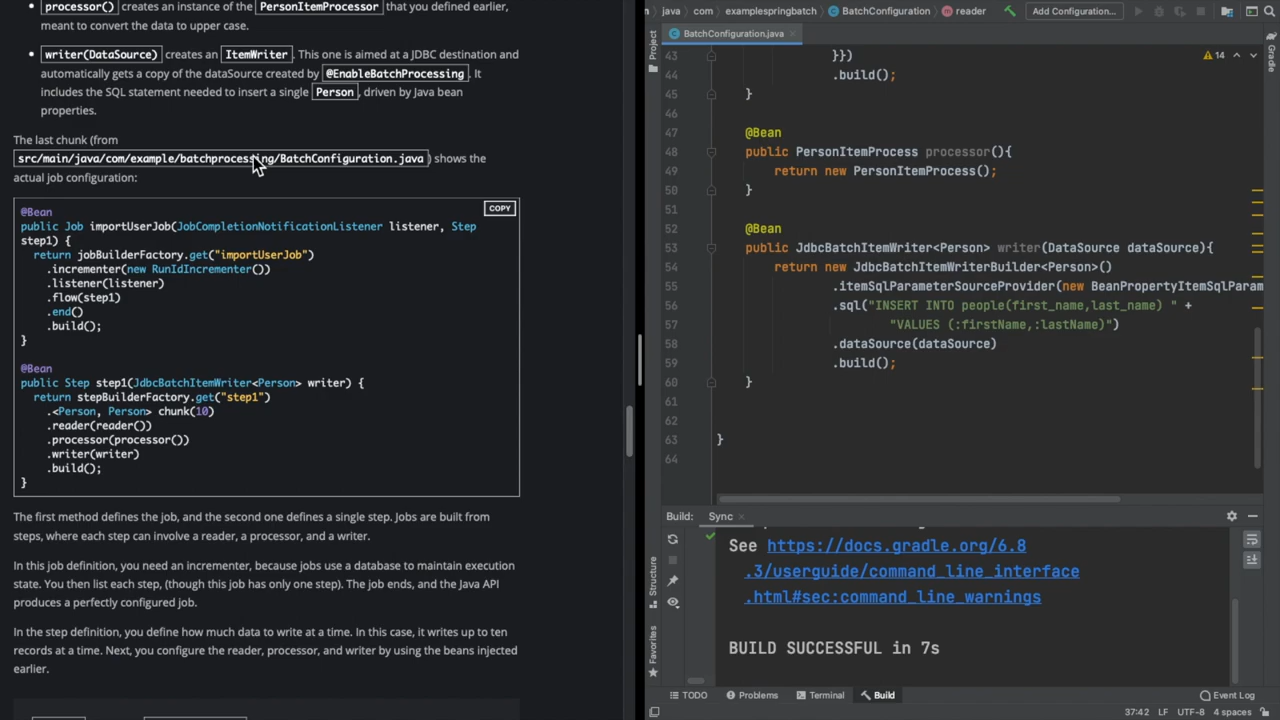 processor() creates an instance of the PersonItemProcessor that you defined earlier,
meant to convert the data to upper case.
writer(DataSource) creates an ItemWriter. This one is aimed at a JDBC destination and
automatically gets a copy of the dataSource created by @EnableBatchProcessing. It
includes the SQL statement needed to insert a single Person, driven by Java bean
properties.
The last chunk (from
src/main/java/com/example/batchprocessing/BatchConfiguration.java) shows the
actual job configuration:
COPY
@Bean
public Job importUserJob(JobCompletionNotificationListener listener, Step
step1) {
return jobBuilderFactory.get("importUserJob")
.incrementer(new RunIdIncrementer())
.listener(listener)
.flow(step1)
.end()
.build();
}
@Bean
public Step step1(JdbcBatchItemWriter<Person> writer) {
return stepBuilderFactory.get("step1")
.<Person, Person> chunk(10)
.reader(reader())
.processor(processor())
.writer(writer)
.build();
}
The first method defines the job, and the second one defines a single step. Jobs are built from
steps, where each step can involve a reader, a processor, and a writer.
In this job definition, you need an incrementer, because jobs use a database to maintain execution
state. You then list each step, (though this job has only one step). The job ends, and the Java API
produces a perfectly configured job.
In the step definition, you define how much data to write at a time. In this case, it writes up to ten
records at a time. Next, you configure the reader, processor, and writer by using the beans injected
earlier.
java com examplespringbatch BatchConfiguration reader Add Configuration...
BatchConfiguration.java
Project
Gradle
14
43 }})
44 .build();
45 }
46
47 @Bean
48 public PersonItemProcess processor(){
49 return new PersonItemProcess();
50 }
51
52 @Bean
53 public JdbcBatchItemWriter<Person> writer(DataSource dataSource){
54 return new JdbcBatchItemWriterBuilder<Person>()
55 .itemSqlParameterSourceProvider(new BeanPropertyItemSqlParam
56 .sql("INSERT INTO people(first_name,last_name) " +
57 "VALUES (:firstName,:lastName)")
58 .dataSource(dataSource)
59 .build();
60 }
61
62
63 }
64
Build: Sync
See https://docs.gradle.org/6.8
.3/userguide/command_line_interface
.html#sec:command_line_warnings
BUILD SUCCESSFUL in 7s
Structure
Favorites
TODO Problems Terminal Build Event Log
37:42 LF UTF-8 4 spaces